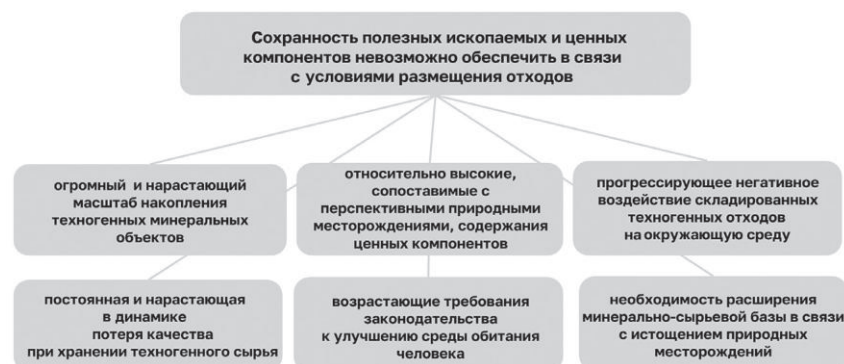 Сохранность полезных ископаемых и ценных
компонентов невозможно обеспечить в связи
с условиями размещения отходов
огромный и нарастающий
масштаб накопления
техногенных минеральных
объектов
относительно высокие,
сопоставимые с
перспективными природными
месторождениями, содержания
ценных компонентов
прогрессирующее негативное
воздействие складированных
техногенных отходов
на окружающую среду
постоянная и нарастающая
в динамике
потеря качества
при хранении техногенного сырья
возрастающие требования
законодательства
к улучшению среды обитания
человека
необходимость расширения
минерально-сырьевой базы в связи
с истощением природных
месторождений